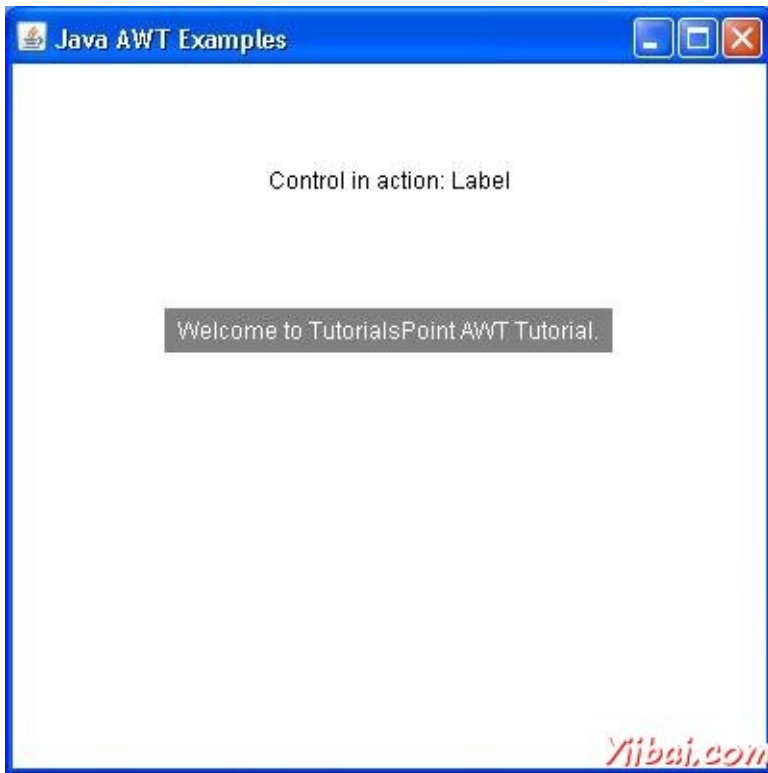 Java AWT Examples
Control in action: Label
Welcome to TutorialsPoint AWT Tutorial.
Yiibai.com